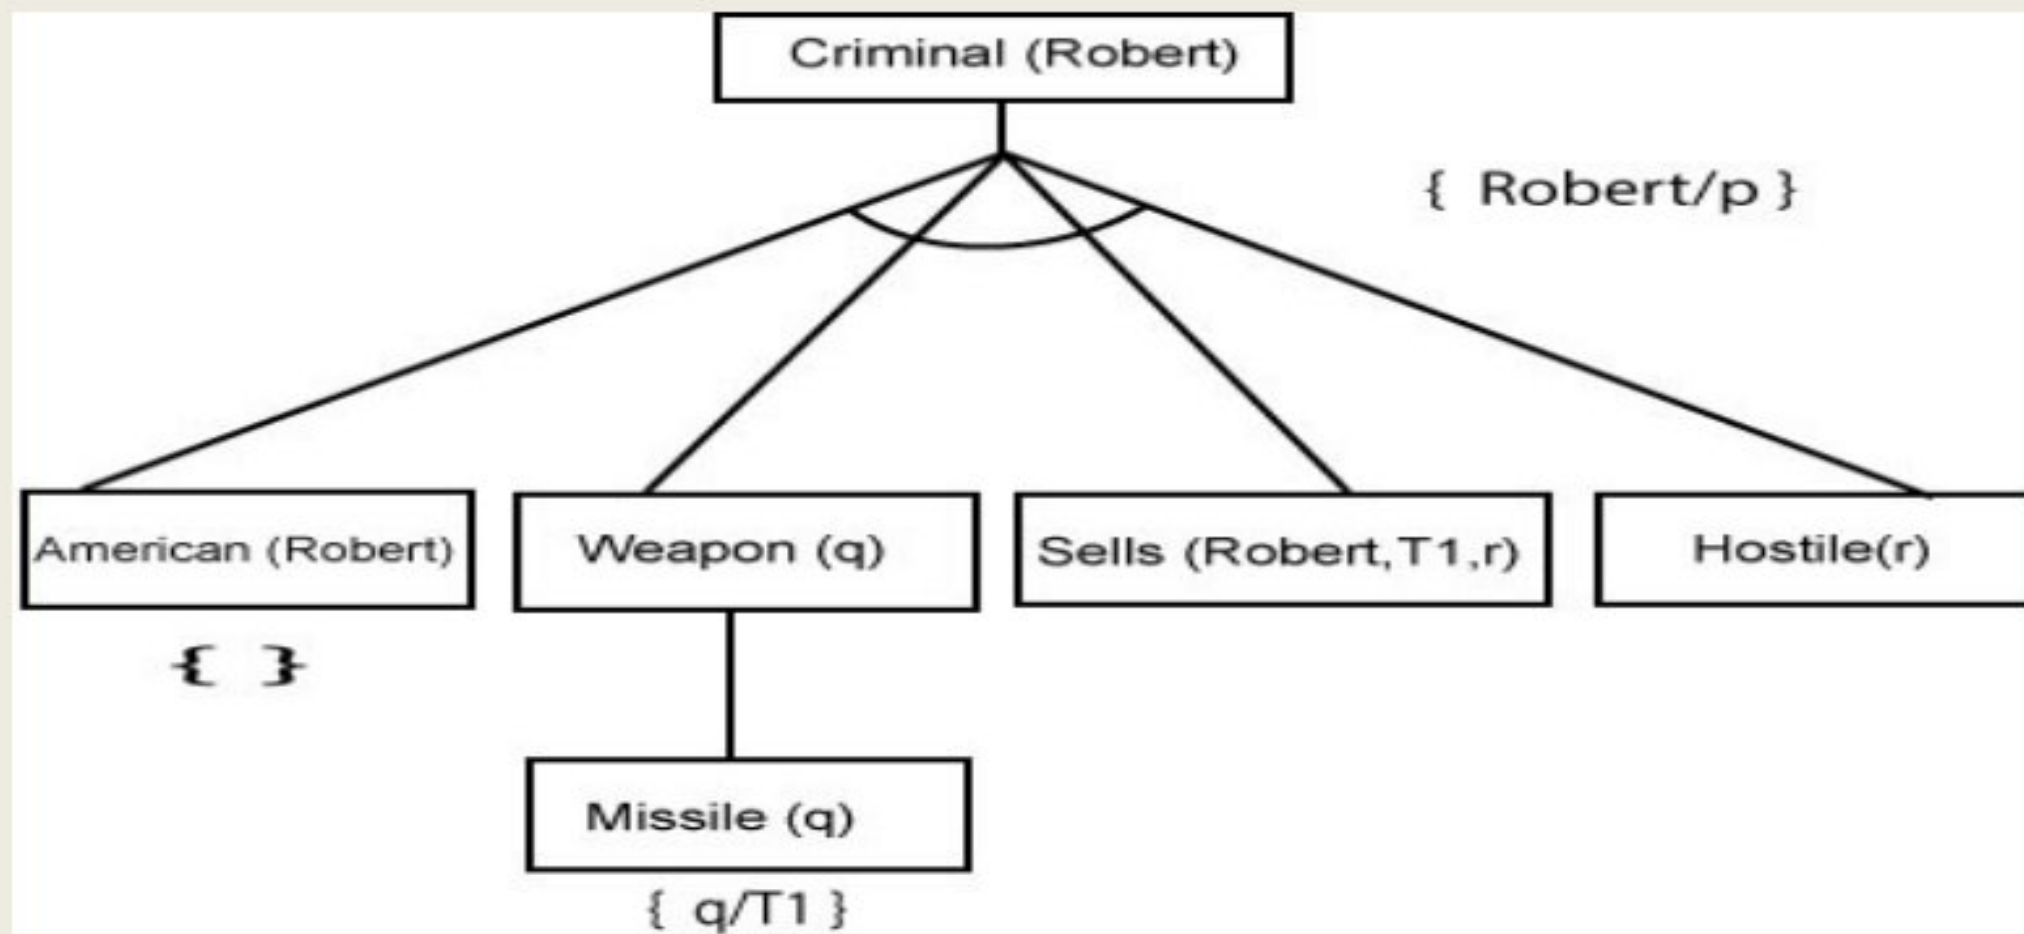 Criminal (Robert)
{ Robert/p }
American (Robert)
Weapon (q)
Sells (Robert,T1,r)
Hostile(r)
{ }
Missile (q)
{ q/T1 }